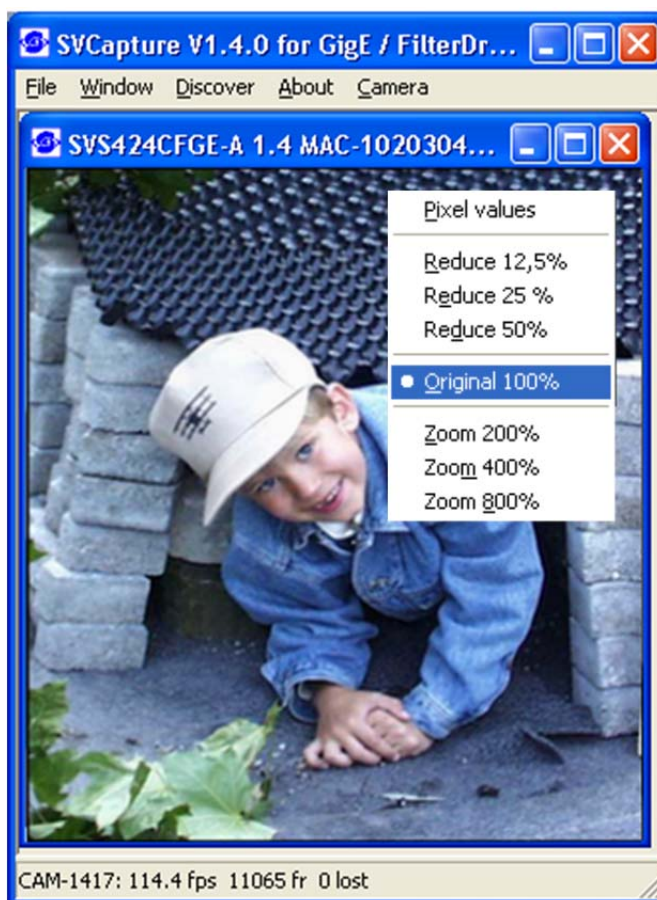 SVCapture V1.4.0 for GigE / FilterDr...
File Window Discover About Camera
SVS424CFGE-A 1.4 MAC-1020304...
Pixel values
Reduce 12,5%
Reduce 25 %
Reduce 50%
Original 100%
Zoom 200%
Zoom 400%
Zoom 800%
CAM-1417: 114.4 fps 11065 fr 0 lost